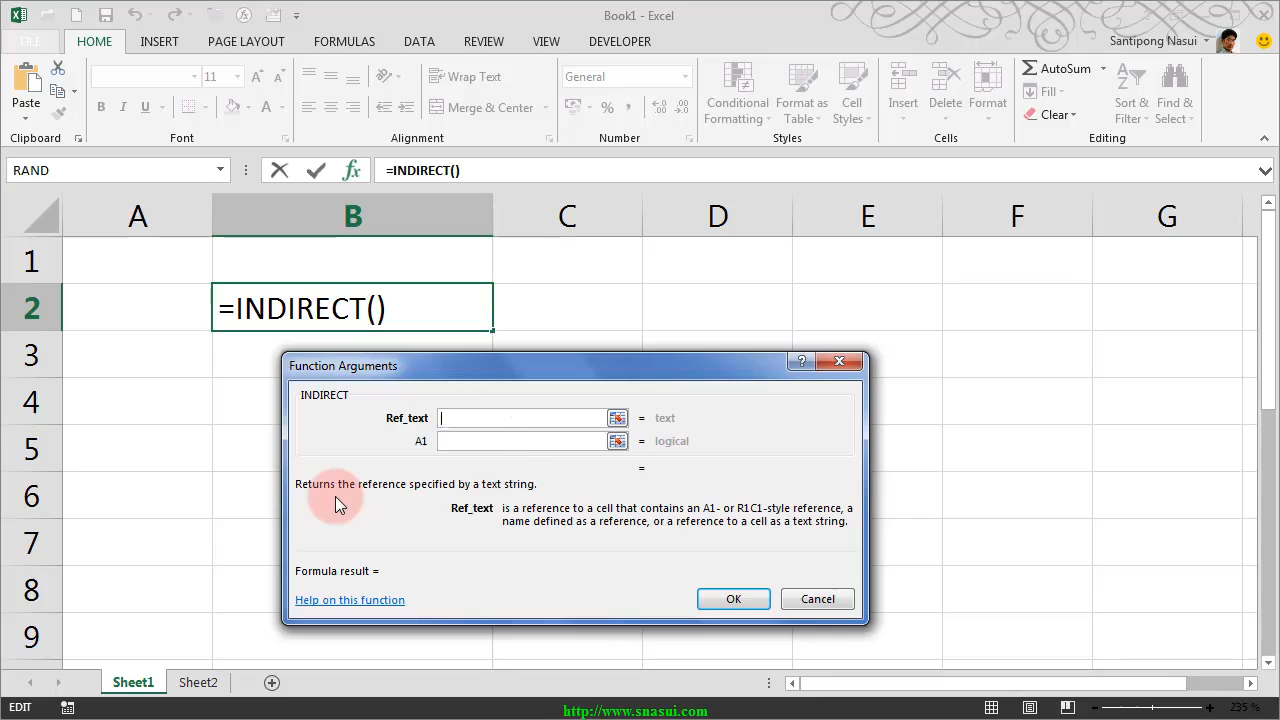 Book1 - Excel
FILE HOME INSERT PAGE LAYOUT FORMULAS DATA REVIEW VIEW DEVELOPER Santipong Nasui
Paste
Clipboard
11
B I U A
Font
Wrap Text
Merge & Center
Alignment
General
% ,
Number
Conditional
Formatting
Format as
Table
Cell
Styles
Styles
Insert Delete Format
Cells
AutoSum
Fill
Clear
Sort &
Filter
Find &
Select
Editing
RAND fx =INDIRECT()
A B C D E F G
1
2 =INDIRECT()
3
4
5
6
7
8
9
Function Arguments
INDIRECT
Ref_text = text
A1 = logical
=
Returns the reference specified by a text string.
Ref_text is a reference to a cell that contains an A1- or R1C1-style reference, a
name defined as a reference, or a reference to a cell as a text string.
Formula result =
Help on this function OK Cancel
Sheet1 Sheet2
EDIT http://www.snasui.com 235 %